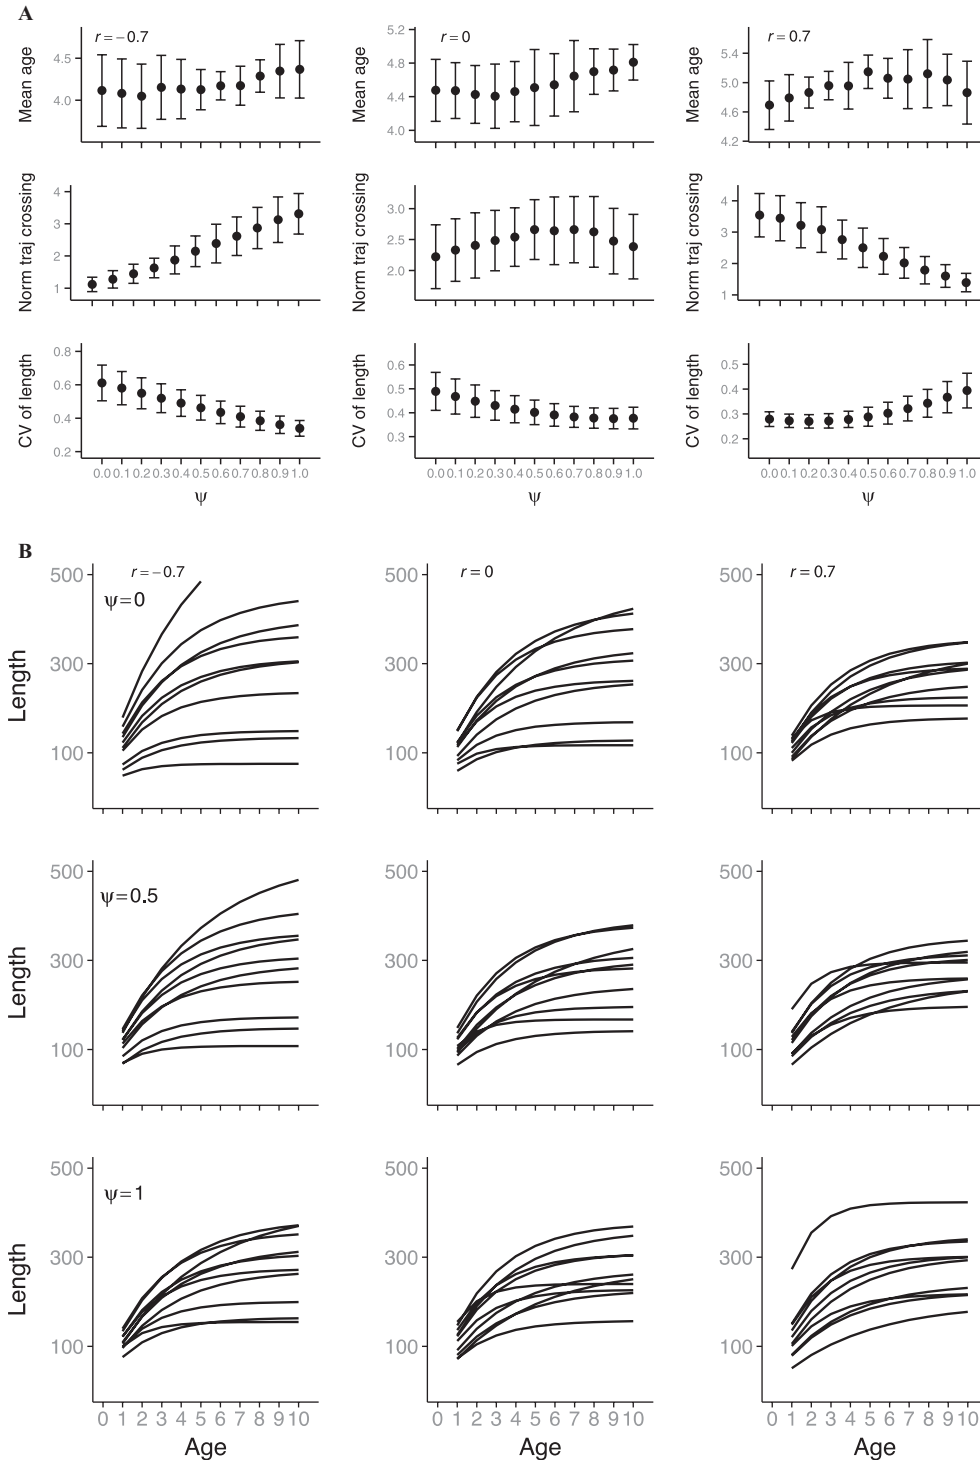 A
r = −0.7
r = 0
r = 0.7
Mean age
4.5
4.0
Mean age
5.2
4.8
4.4
4.0
Mean age
5.4
5.0
4.6
4.2
Norm traj crossing
4
3
2
1
Norm traj crossing
3.0
2.5
2.0
Norm traj crossing
4
3
2
1
CV of length
0.8
0.6
0.4
0.2
CV of length
0.6
0.5
0.4
0.3
CV of length
0.5
0.4
0.3
0.2
0.0 0.1 0.2 0.3 0.4 0.5 0.6 0.7 0.8 0.9 1.0
0.0 0.1 0.2 0.3 0.4 0.5 0.6 0.7 0.8 0.9 1.0
0.0 0.1 0.2 0.3 0.4 0.5 0.6 0.7 0.8 0.9 1.0
ψ
ψ
ψ
B
r = −0.7
r = 0
r = 0.7
ψ=0
Length
500
300
100
Length
500
300
100
Length
500
300
100
ψ=0.5
Length
500
300
100
Length
500
300
100
Length
500
300
100
ψ=1
Length
500
300
100
Length
500
300
100
Length
500
300
100
0 1 2 3 4 5 6 7 8 9 10
0 1 2 3 4 5 6 7 8 9 10
0 1 2 3 4 5 6 7 8 9 10
Age
Age
Age